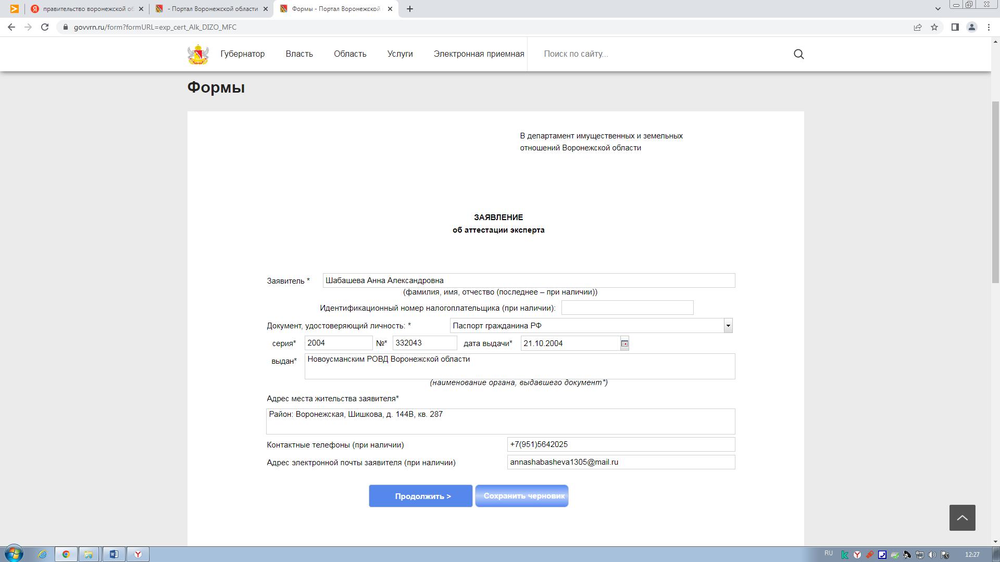 правительство воронежской об
- Портал Воронежской области
Формы - Портал Воронежской
govvrn.ru/form?formURL=exp_cert_Alk_DIZO_MFC
Губернатор Власть Область Услуги Электронная приемная Поиск по сайту...
Формы
В департамент имущественных и земельных
отношений Воронежской области
ЗАЯВЛЕНИЕ
об аттестации эксперта
Заявитель * Шабашева Анна Александровна
(фамилия, имя, отчество (последнее – при наличии))
Идентификационный номер налогоплательщика (при наличии):
Документ, удостоверяющий личность: * Паспорт гражданина РФ
серия* 2004 №* 332043 дата выдачи* 21.10.2004
выдан* Новоусманским РОВД Воронежской области
(наименование органа, выдавшего документ*)
Адрес места жительства заявителя*
Район: Воронежская, Шишкова, д. 144В, кв. 287
Контактные телефоны (при наличии) +7(951)5642025
Адрес электронной почты заявителя (при наличии) annashabasheva1305@mail.ru
Продолжить > Сохранить черновик
RU 12:27